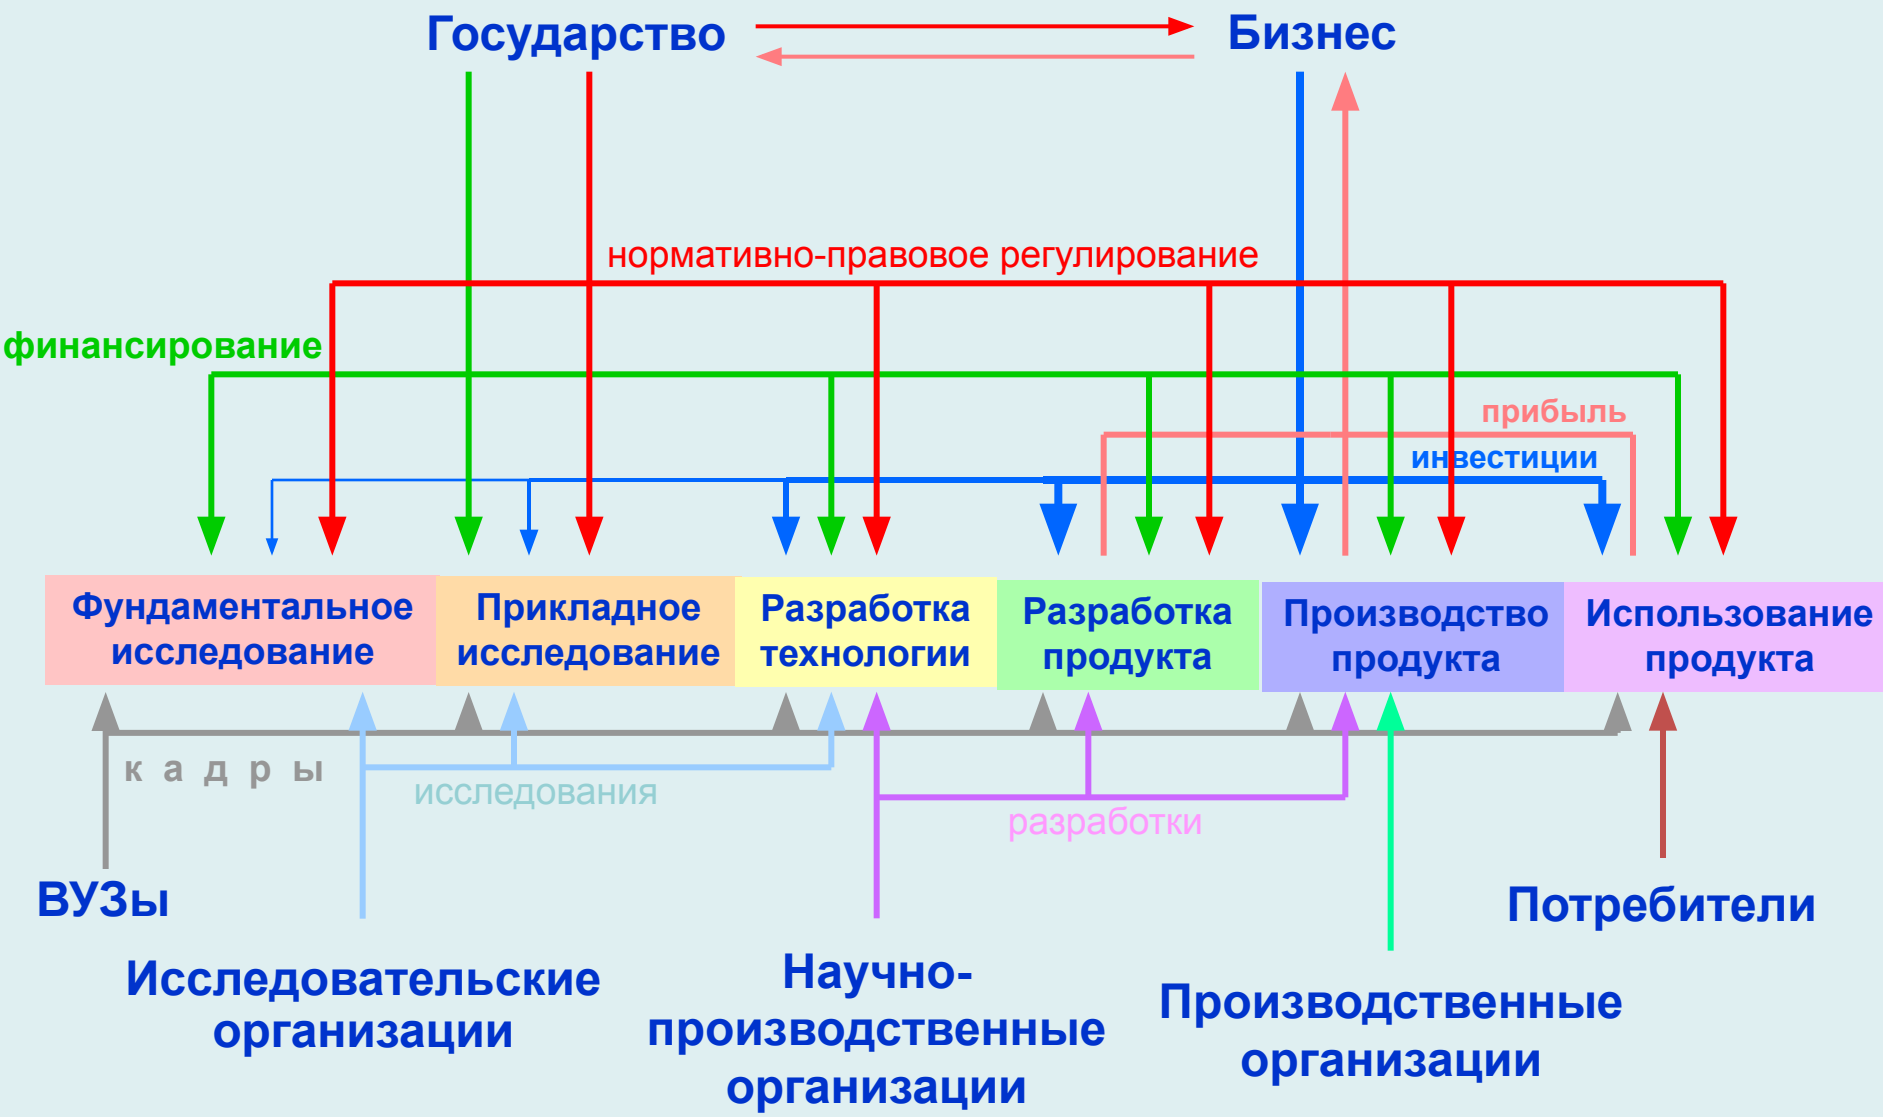 Государство
Бизнес
нормативно-правовое регулирование
финансирование
прибыль
инвестиции
Фундаментальное
исследование
Прикладное
исследование
Разработка
технологии
Разработка
продукта
Производство
продукта
Использование
продукта
к а д р ы
исследования
разработки
ВУЗы
Исследовательские
организации
Научно-
производственные
организации
Производственные
организации
Потребители